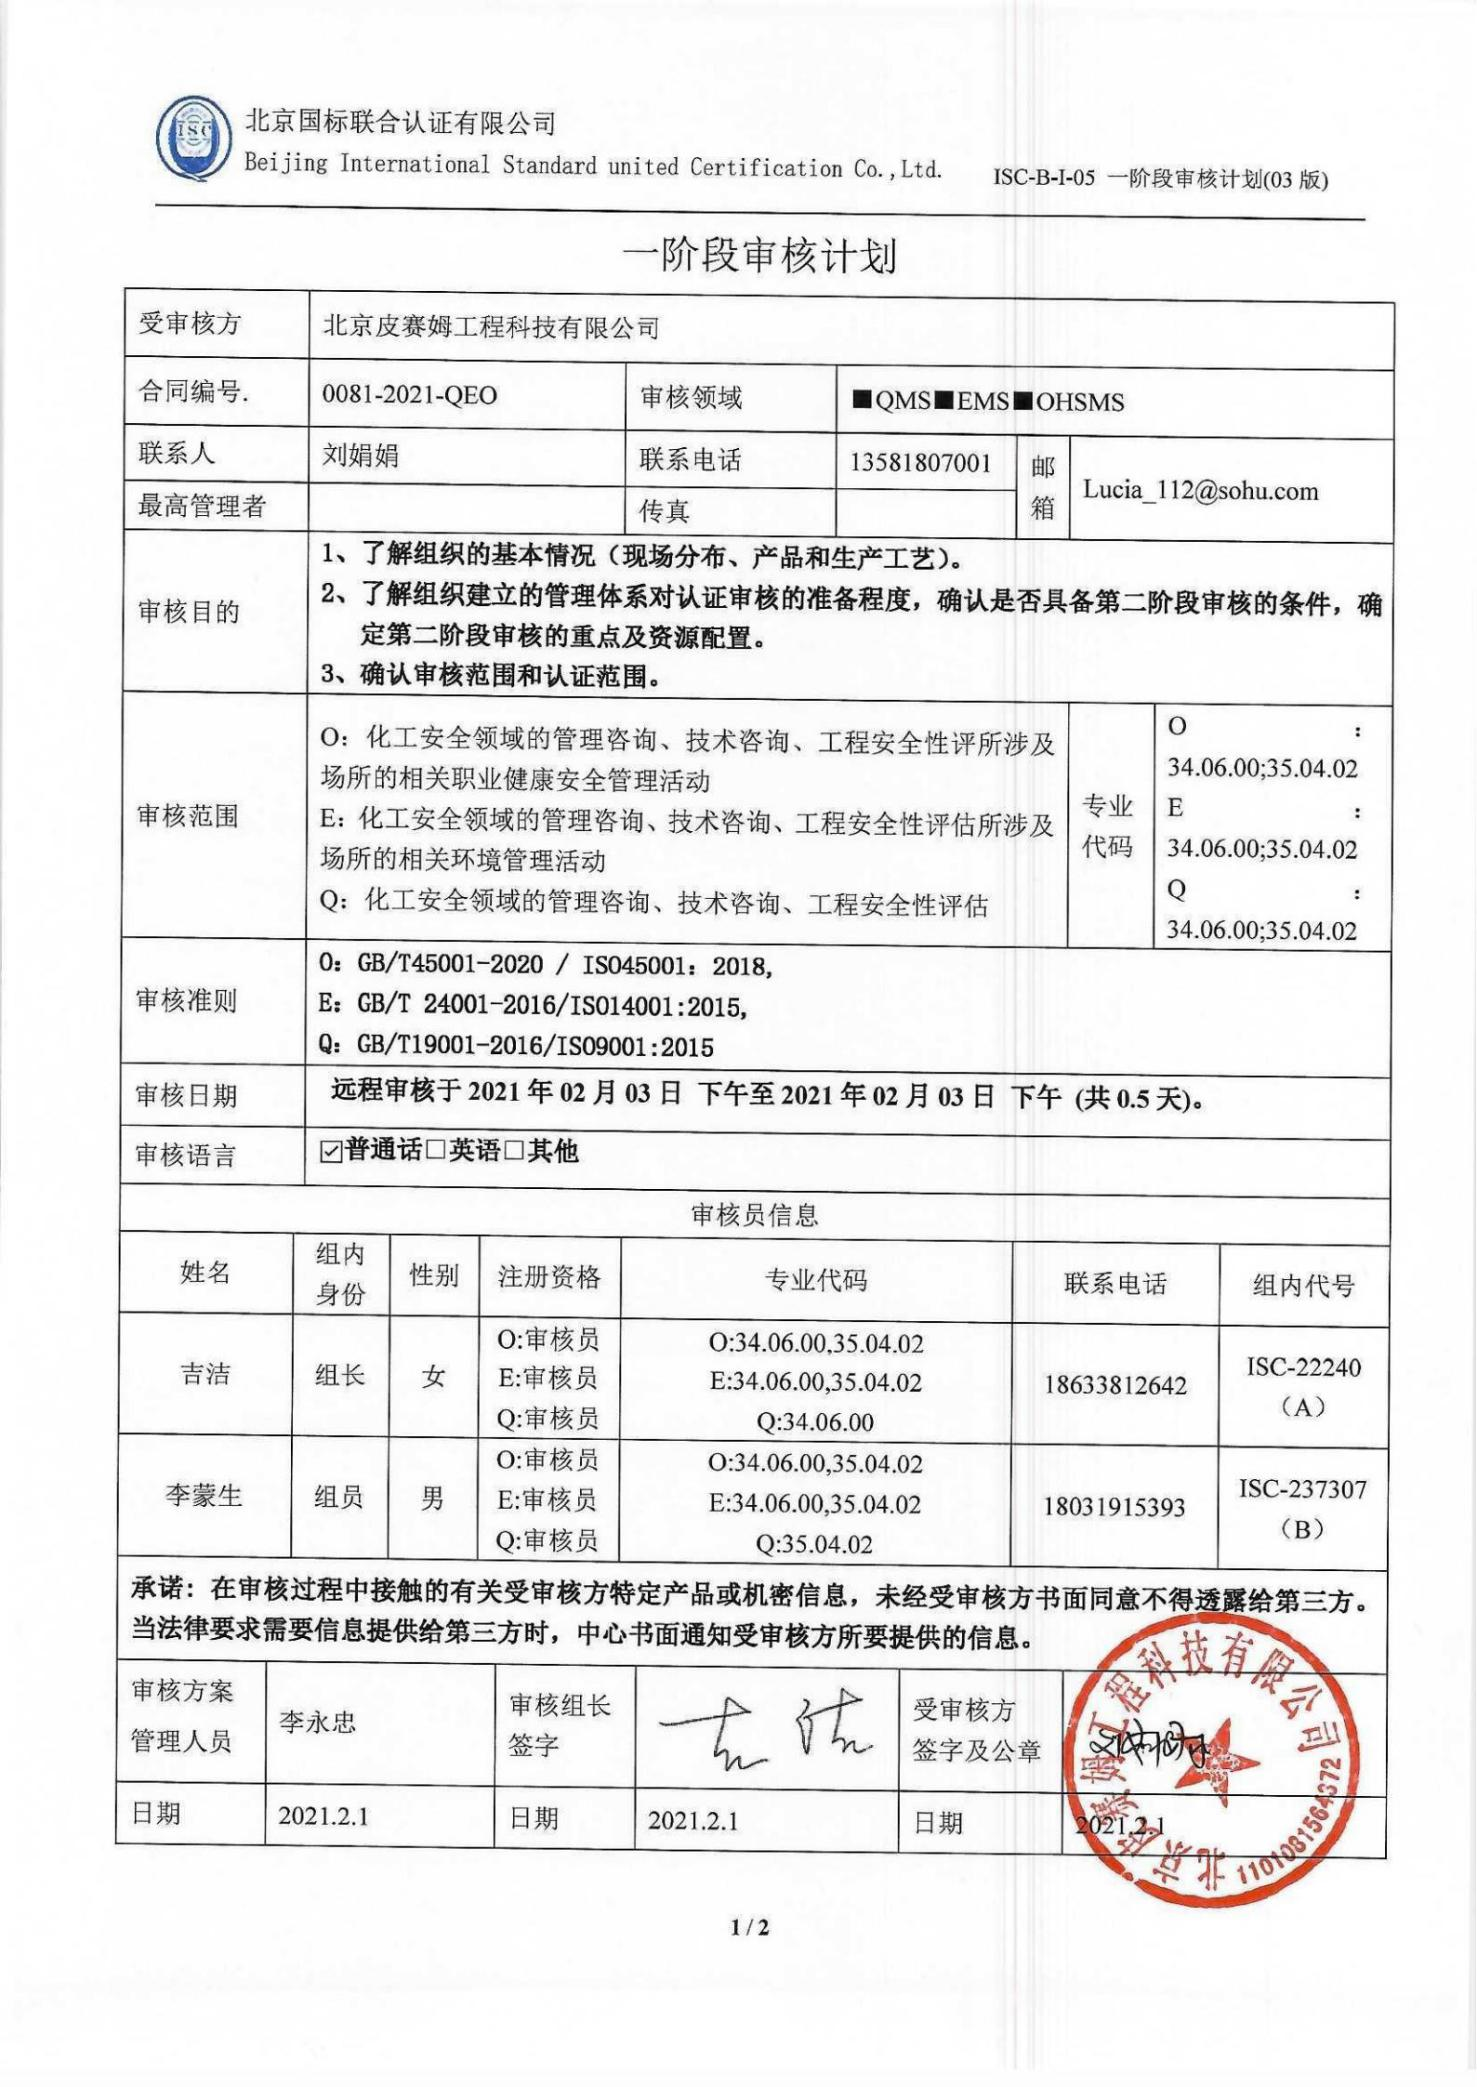 ISC
北京国标联合认证有限公司
Beijing International Standard united Certification Co.,Ltd.
ISC-B-I-05 一阶段审核计划(03 版)
一阶段审核计划
受审核方
北京皮赛姆工程科技有限公司
合同编号.
0081-2021-QEO
审核领域
■QMS■EMS■OHSMS
联系人
刘娟娟
联系电话
13581807001
邮
箱
Lucia_112@sohu.com
最高管理者
传真
审核目的
1、了解组织的基本情况（现场分布、产品和生产工艺）。
2、了解组织建立的管理体系对认证审核的准备程度，确认是否具备第二阶段审核的条件，确
定第二阶段审核的重点及资源配置。
3、确认审核范围和认证范围。
审核范围
O：化工安全领域的管理咨询、技术咨询、工程安全性评所涉及
场所的相关职业健康安全管理活动
E：化工安全领域的管理咨询、技术咨询、工程安全性评估所涉及
场所的相关环境管理活动
Q：化工安全领域的管理咨询、技术咨询、工程安全性评估
专业
代码
O ：
34.06.00;35.04.02
E ：
34.06.00;35.04.02
Q ：
34.06.00;35.04.02
审核准则
O：GB/T45001-2020 / ISO45001：2018,
E：GB/T 24001-2016/ISO14001:2015,
Q：GB/T19001-2016/ISO9001:2015
审核日期
远程审核于 2021 年 02 月 03 日 下午至 2021 年 02 月 03 日 下午 (共 0.5 天)。
审核语言
☑普通话□英语□其他
审核员信息
姓名
组内
身份
性别
注册资格
专业代码
联系电话
组内代号
吉洁
组长
女
O:审核员
E:审核员
Q:审核员
O:34.06.00,35.04.02
E:34.06.00,35.04.02
Q:34.06.00
18633812642
ISC-22240
（A）
李蒙生
组员
男
O:审核员
E:审核员
Q:审核员
O:34.06.00,35.04.02
E:34.06.00,35.04.02
Q:35.04.02
18031915393
ISC-237307
（B）
承诺：在审核过程中接触的有关受审核方特定产品或机密信息，未经受审核方书面同意不得透露给第三方。
当法律要求需要信息提供给第三方时，中心书面通知受审核方所要提供的信息。
审核方案
管理人员
李永忠
审核组长
签字
吉洁
受审核方
签字及公章
刘娟娟
北京皮赛姆工程科技有限公司
1101081564372
日期
2021.2.1
日期
2021.2.1
日期
2021.2.1
1 / 2